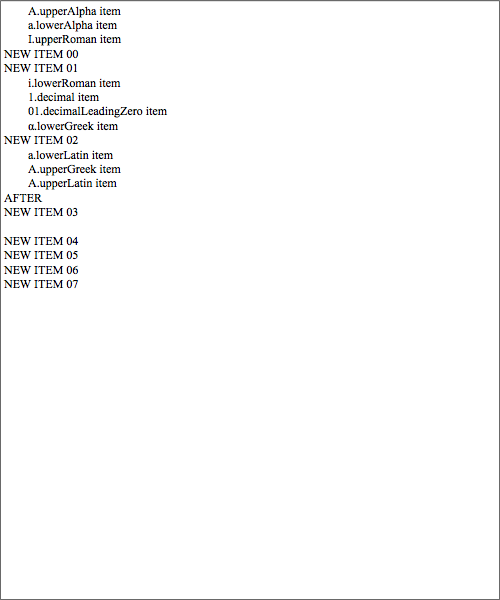 A.upperAlpha item
a.lowerAlpha item
I.upperRoman item
NEW ITEM 00
NEW ITEM 01
i.lowerRoman item
1.decimal item
01.decimalLeadingZero item
α.lowerGreek item
NEW ITEM 02
a.lowerLatin item
A.upperGreek item
A.upperLatin item
AFTER
NEW ITEM 03
NEW ITEM 04
NEW ITEM 05
NEW ITEM 06
NEW ITEM 07